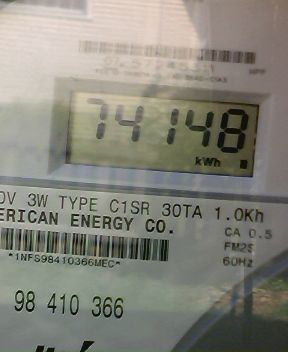 74148
kWh
0V 3W TYPE C1SR 30TA 1.0Kh
ERICAN ENERGY CO.
CA 0.5
FM2S
60Hz
*1NFS98410366MEC*
98 410 366